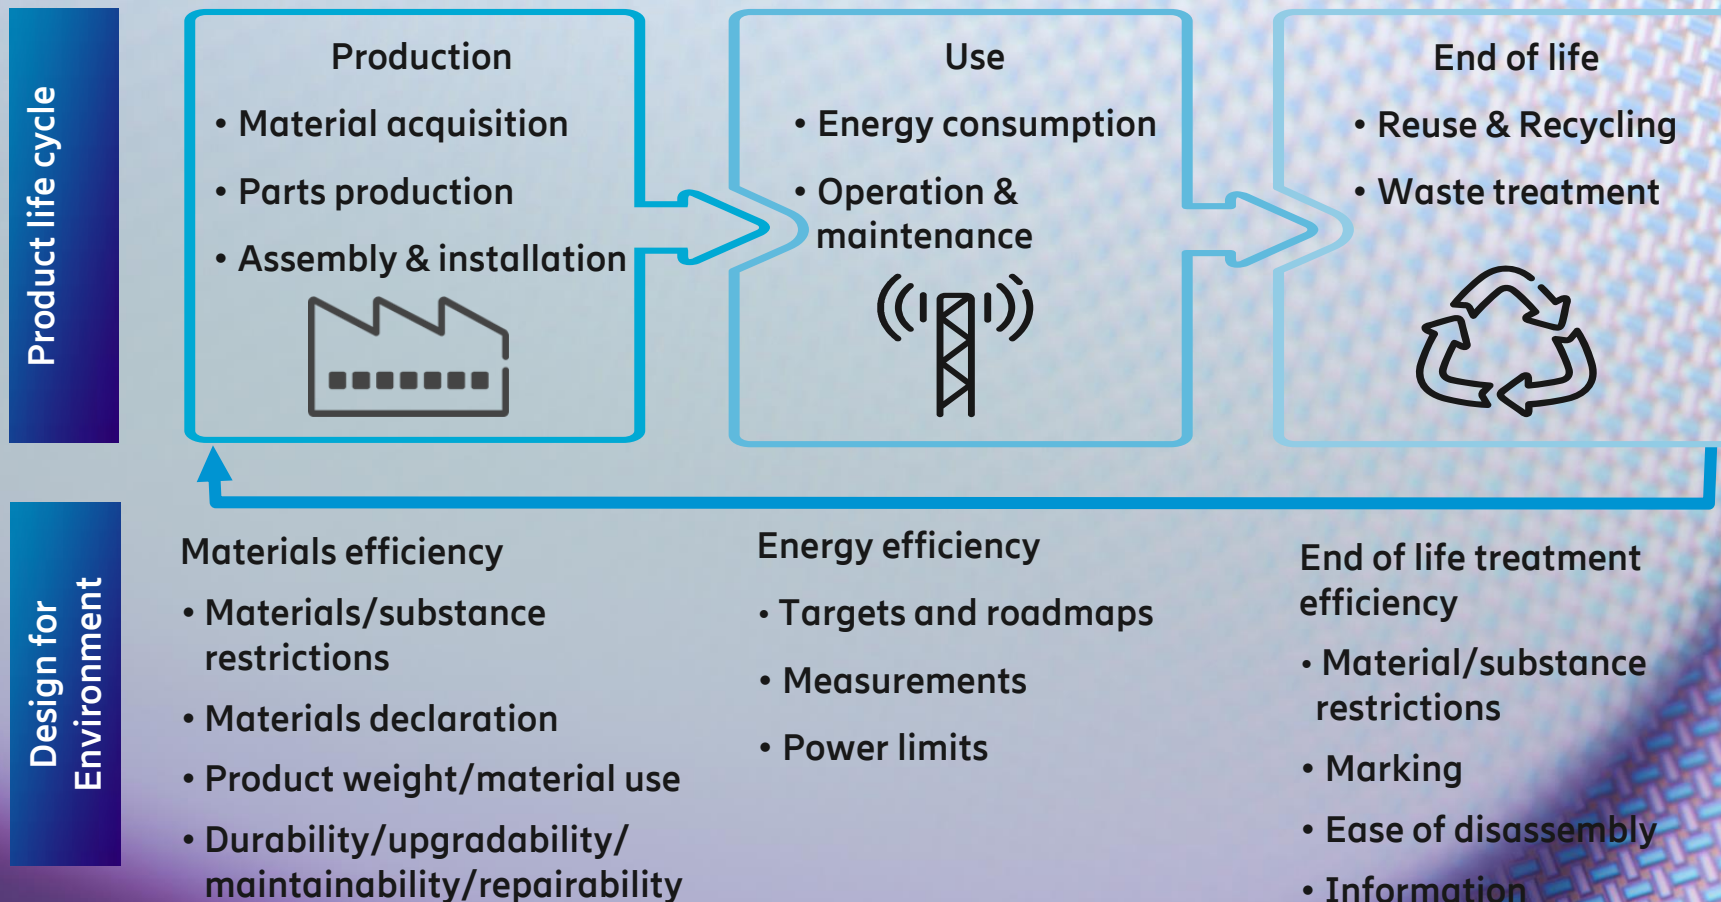 Product life cycle
Production
• Material acquisition
• Parts production
• Assembly & installation
Use
• Energy consumption
• Operation &
maintenance
End of life
• Reuse & Recycling
• Waste treatment
Design for
Environment
Materials efficiency
• Materials/substance
restrictions
• Materials declaration
• Product weight/material use
• Durability/upgradability/
maintainability/repairability
Energy efficiency
• Targets and roadmaps
• Measurements
• Power limits
End of life treatment
efficiency
• Material/substance
restrictions
• Marking
• Ease of disassembly
• Information